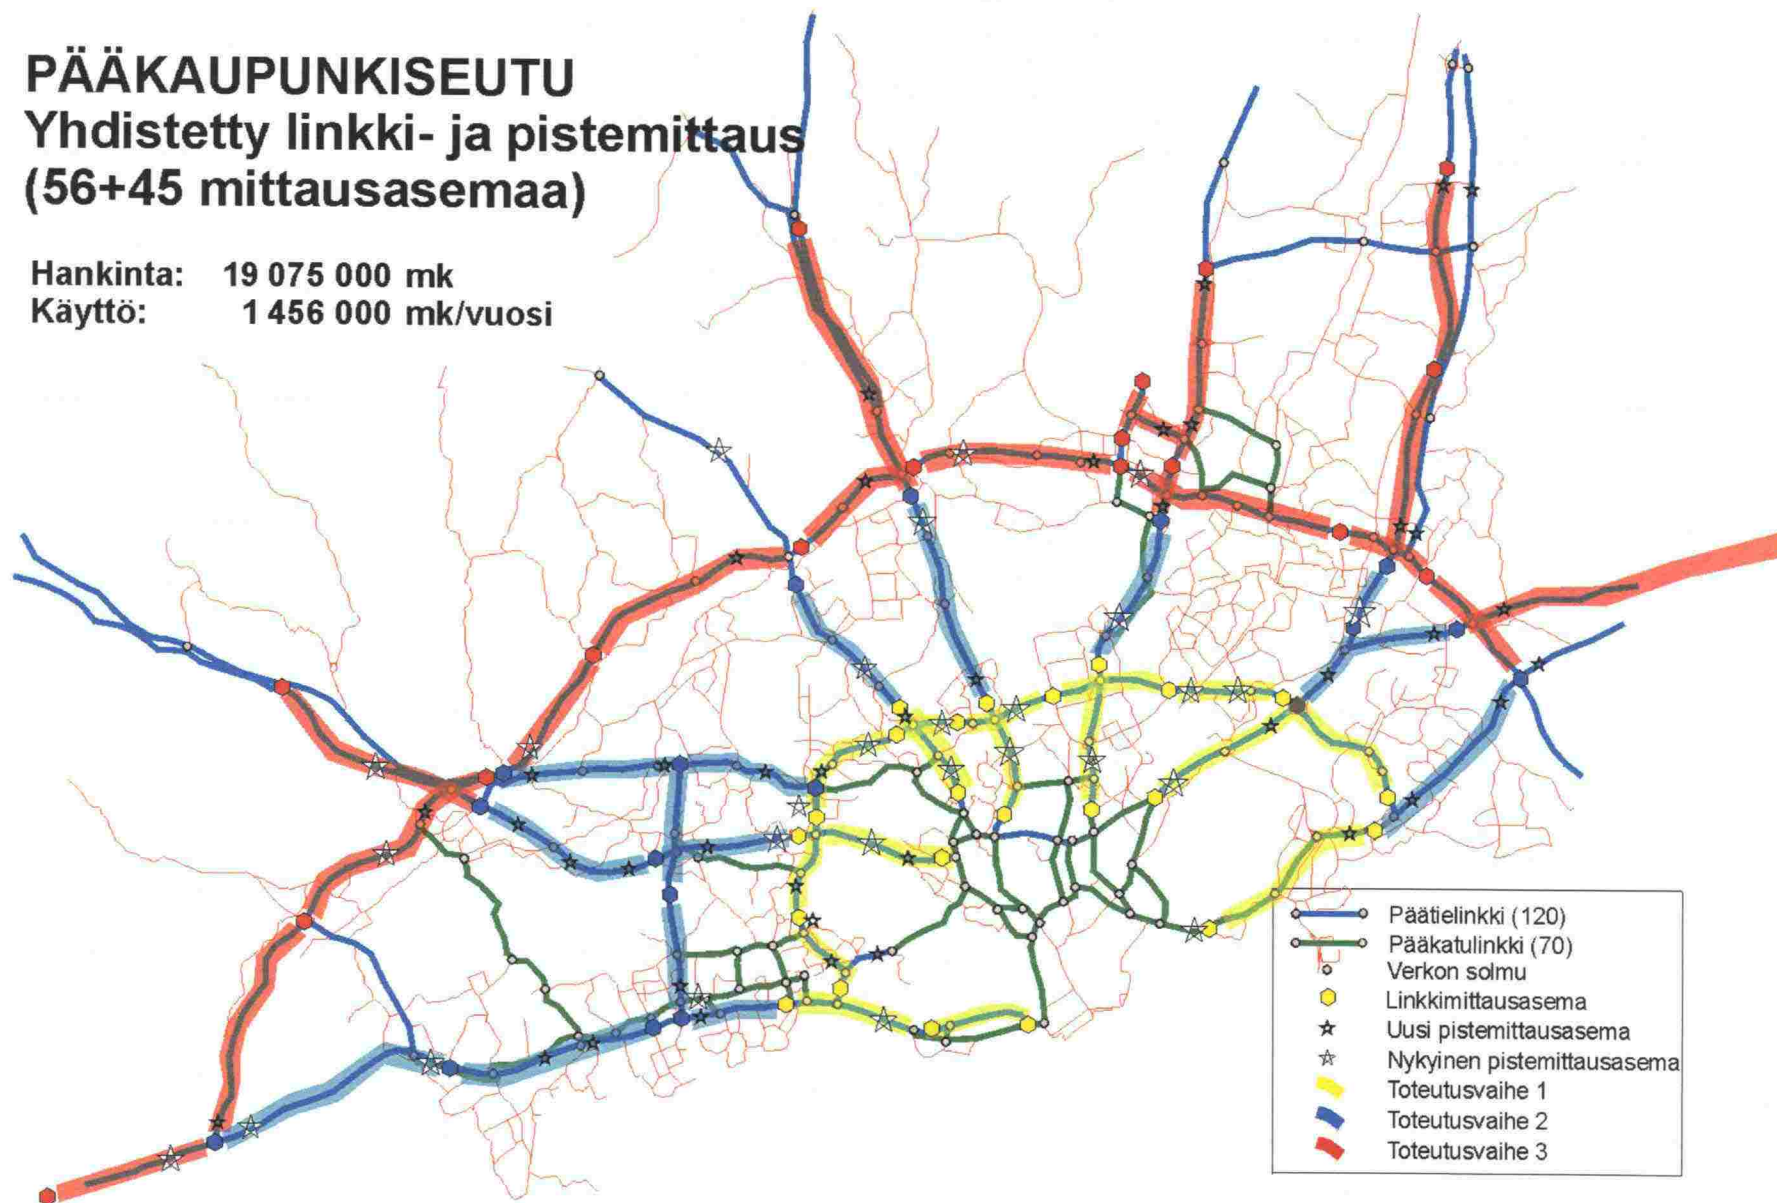 PÄÄKAUPUNKISEUTU
Yhdistetty linkki- ja pistemittaus
(56+45 mittausasemaa)
Hankinta: 19 075 000 mk
Käyttö: 1 456 000 mk/vuosi
Päätielinkki (120)
Pääkatulinkki (70)
Verkon solmu
Linkkimittausasema
Uusi pistemittausasema
Nykyinen pistemittausasema
Toteutusvaihe 1
Toteutusvaihe 2
Toteutusvaihe 3